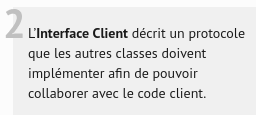 2
L'Interface Client décrit un protocole
que les autres classes doivent
implémenter afin de pouvoir
collaborer avec le code client.